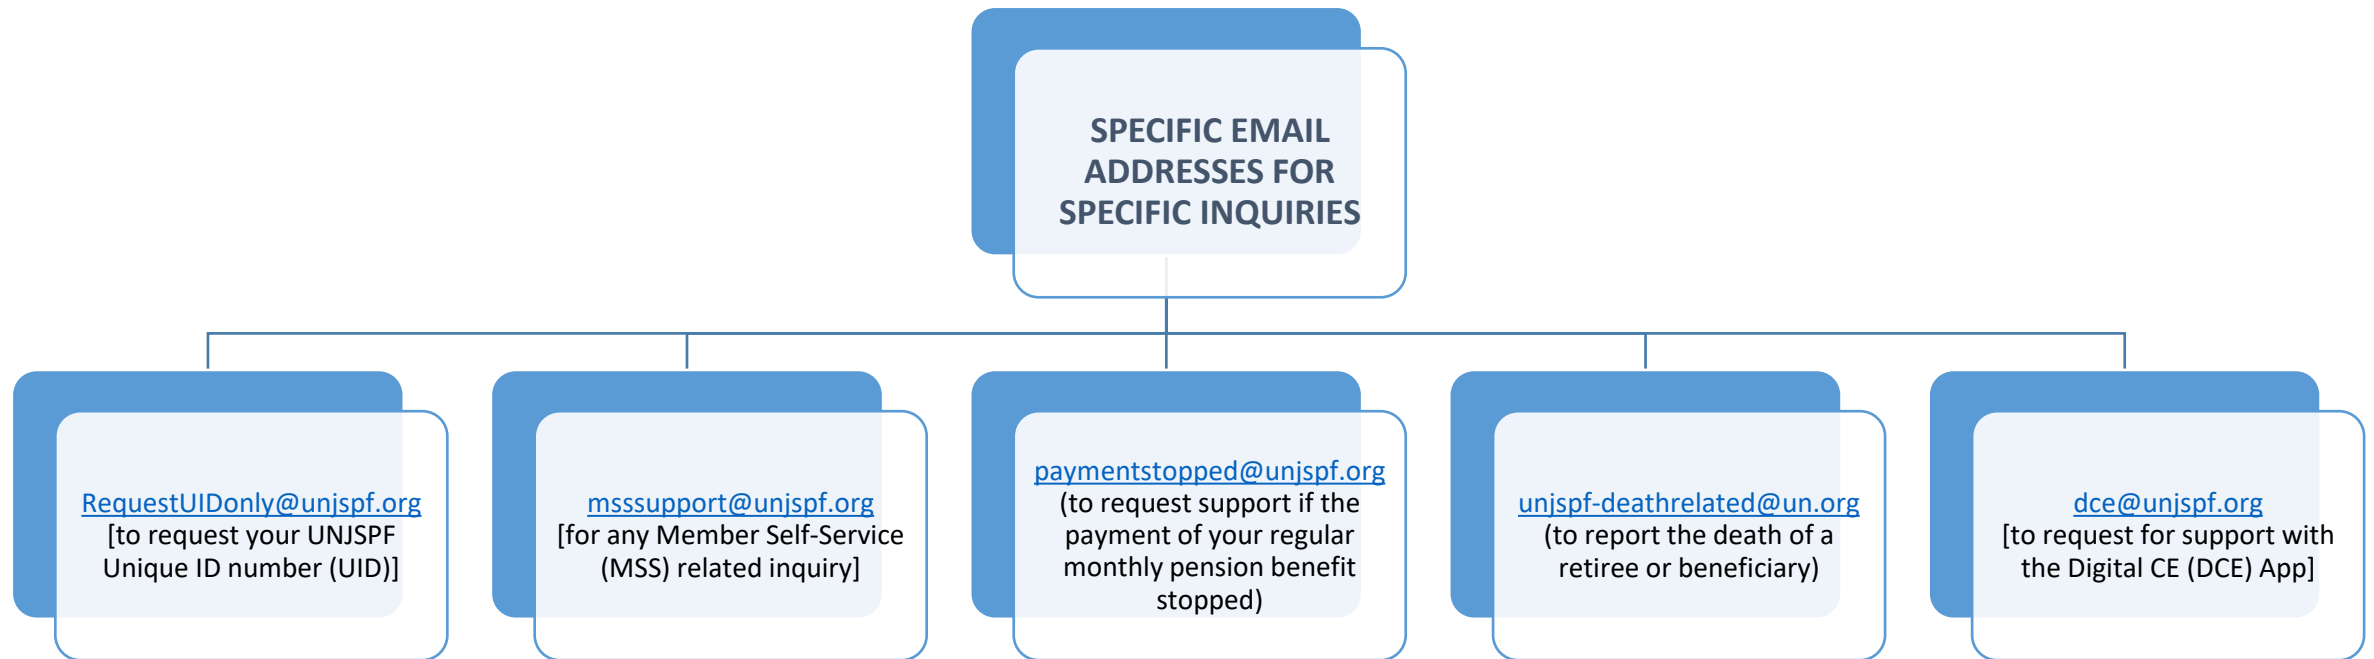 SPECIFIC EMAIL
ADDRESSES FOR
SPECIFIC INQUIRIES
RequestUIDonly@unjspf.org
[to request your UNJSPF
Unique ID number (UID)]
msssupport@unjspf.org
[for any Member Self-Service
(MSS) related inquiry]
paymentstopped@unjspf.org
(to request support if the
payment of your regular
monthly pension benefit
stopped)
unjspf-deathrelated@un.org
(to report the death of a
retiree or beneficiary)
dce@unjspf.org
[to request for support with
the Digital CE (DCE) App]